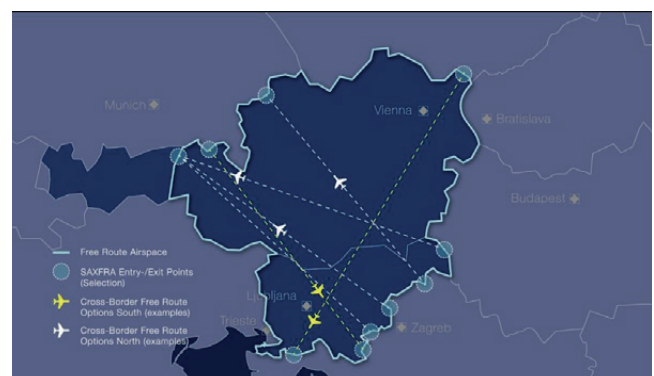 Munich
Vienna
Bratislava
Budapest
Free Route Airspace
SAXFRA Entry-/Exit Points
(Selection)
Cross-Border Free Route
Options South (examples)
Cross-Border Free Route
Options North (examples)
Ljubljana
Trieste
Zagreb